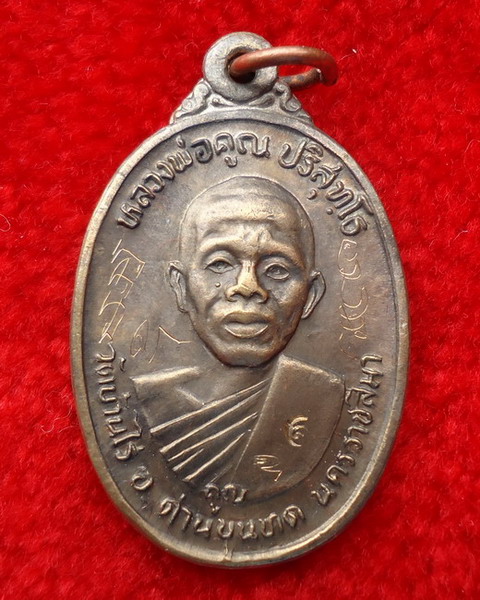 หลวงพ่อคูณ ปริสุทฺโธ
วัดบ้านไร่ อ. ด่านขุนทด นครราชสีมา
คูณ